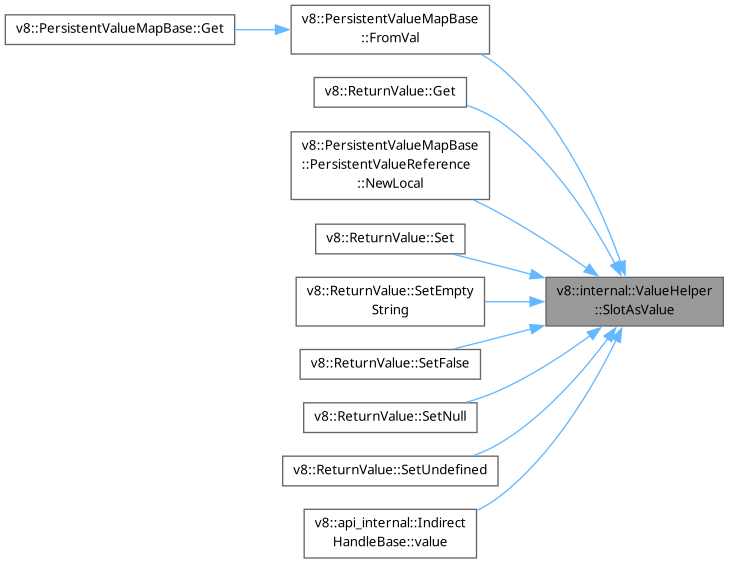 v8::PersistentValueMapBase::Get
v8::PersistentValueMapBase
::FromVal
v8::ReturnValue::Get
v8::PersistentValueMapBase
::PersistentValueReference
::NewLocal
v8::ReturnValue::Set
v8::ReturnValue::SetEmpty
String
v8::ReturnValue::SetFalse
v8::ReturnValue::SetNull
v8::ReturnValue::SetUndefined
v8::api_internal::Indirect
HandleBase::value
v8::internal::ValueHelper
::SlotAsValue